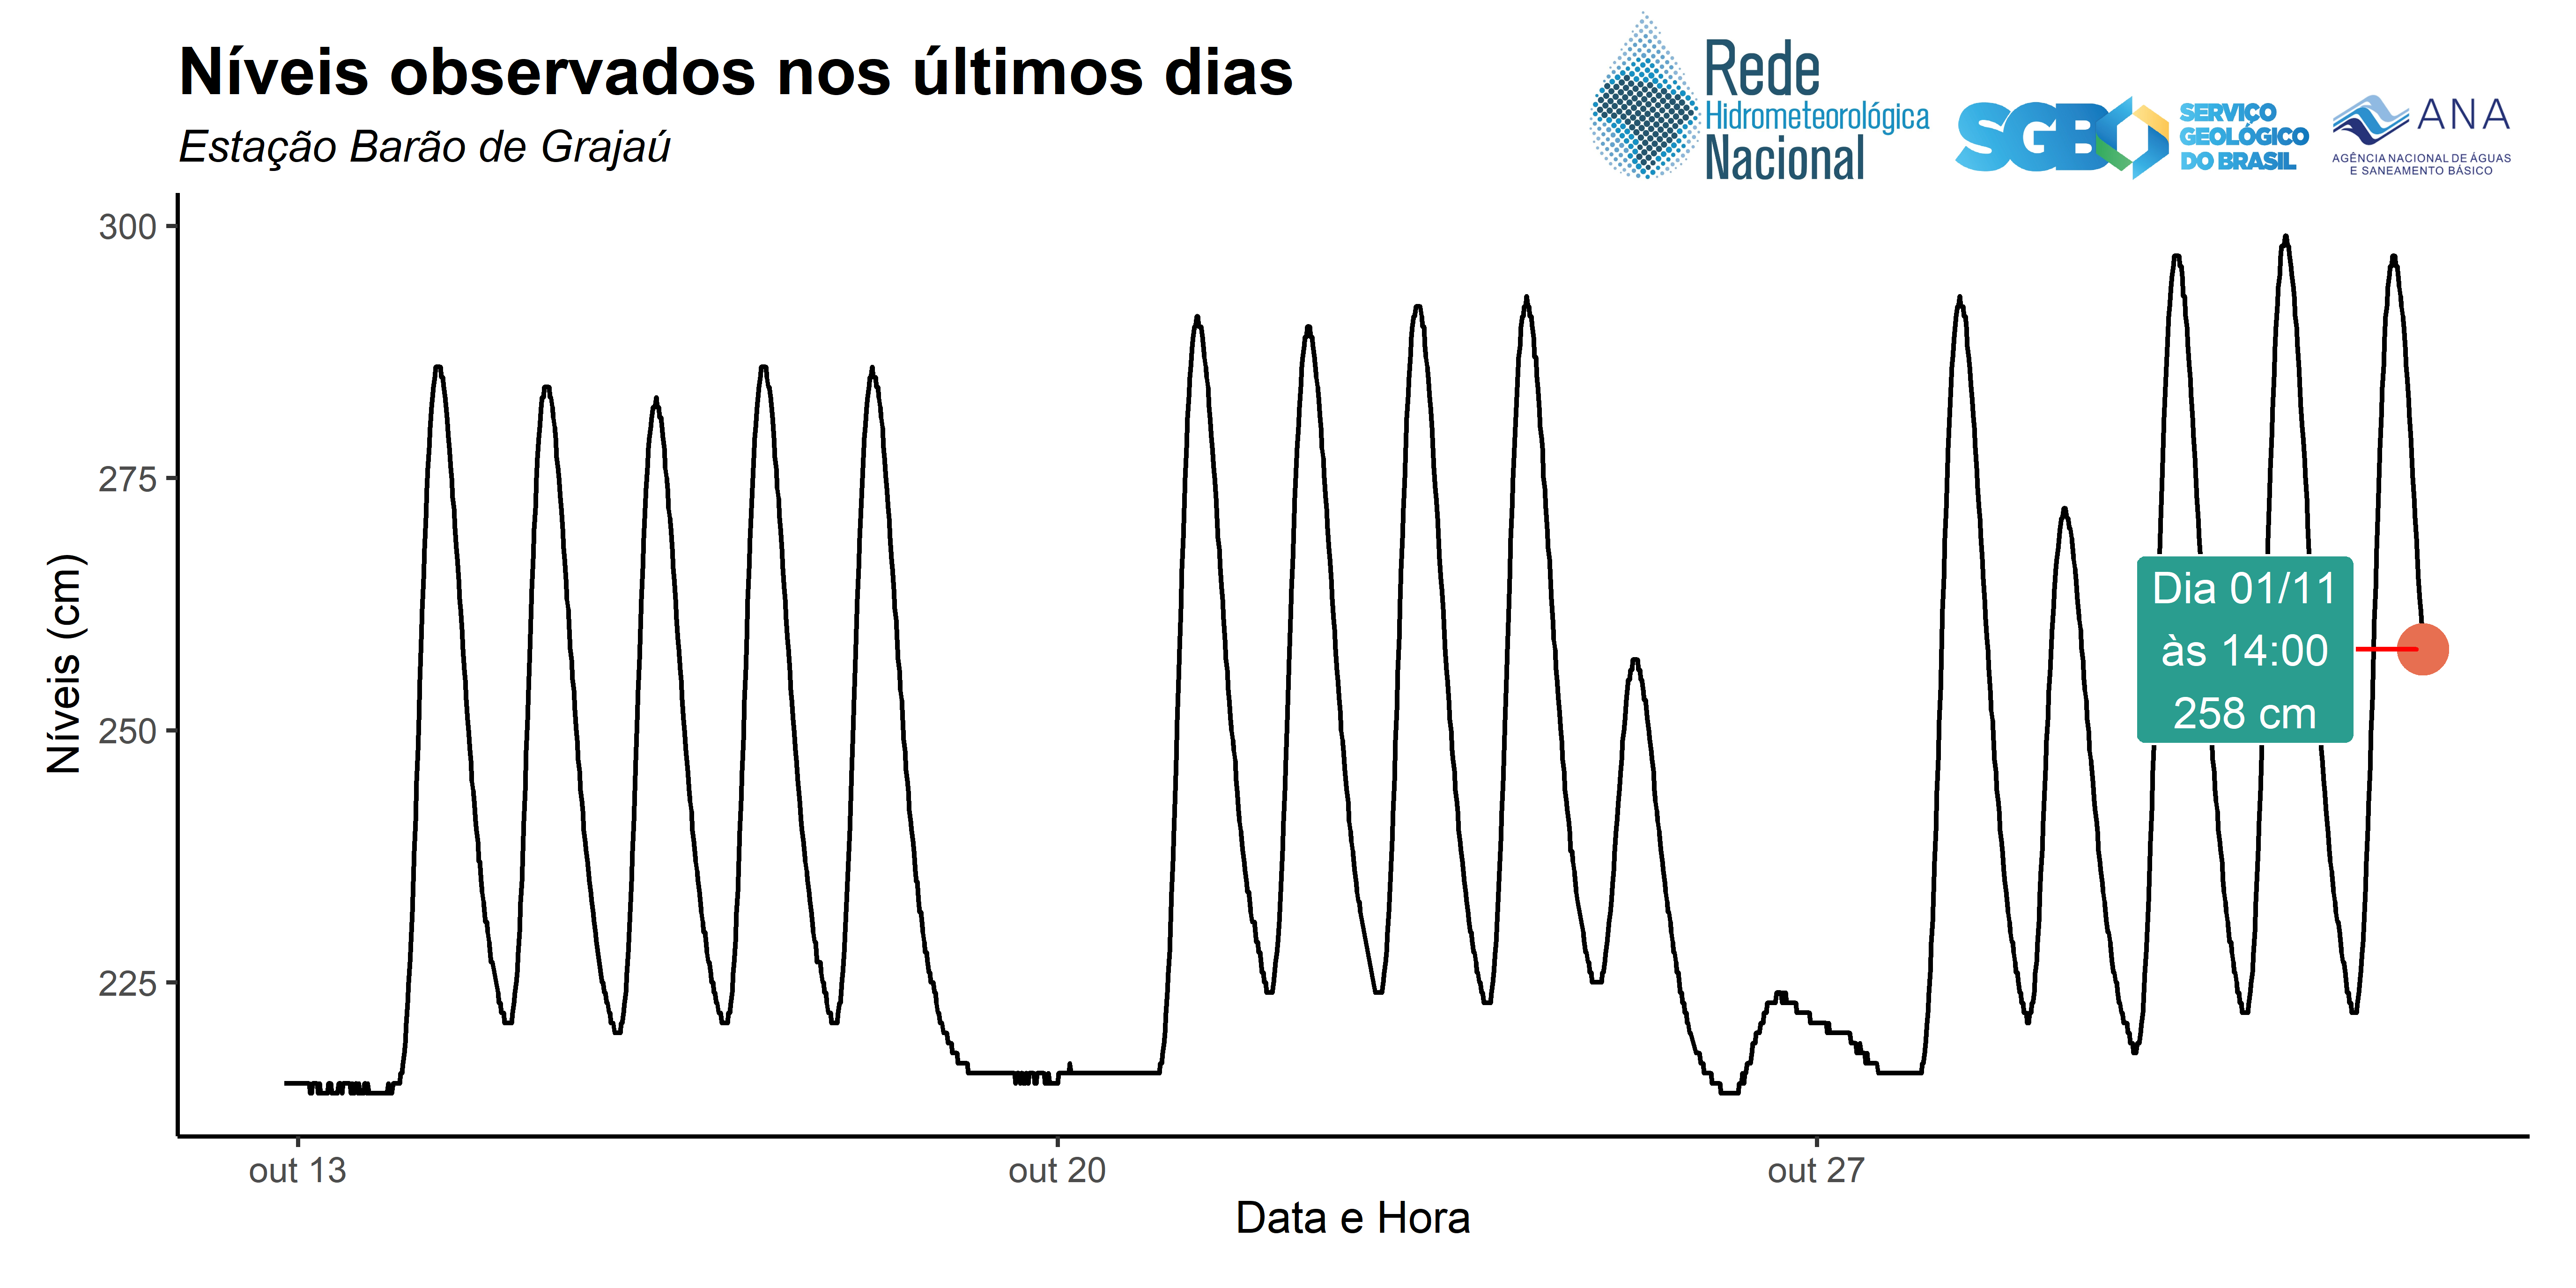 Níveis observados nos últimos dias
Estação Barão de Grajaú
Rede
Hidrometeorológica
Nacional
SGB
SERVIÇO
GEOLÓGICO
DO BRASIL
ANA
AGÊNCIA NACIONAL DE ÁGUAS
E SANEAMENTO BÁSICO
300
275
250
225
Níveis (cm)
Dia 01/11
às 14:00
258 cm
out 13
out 20
out 27
Data e Hora